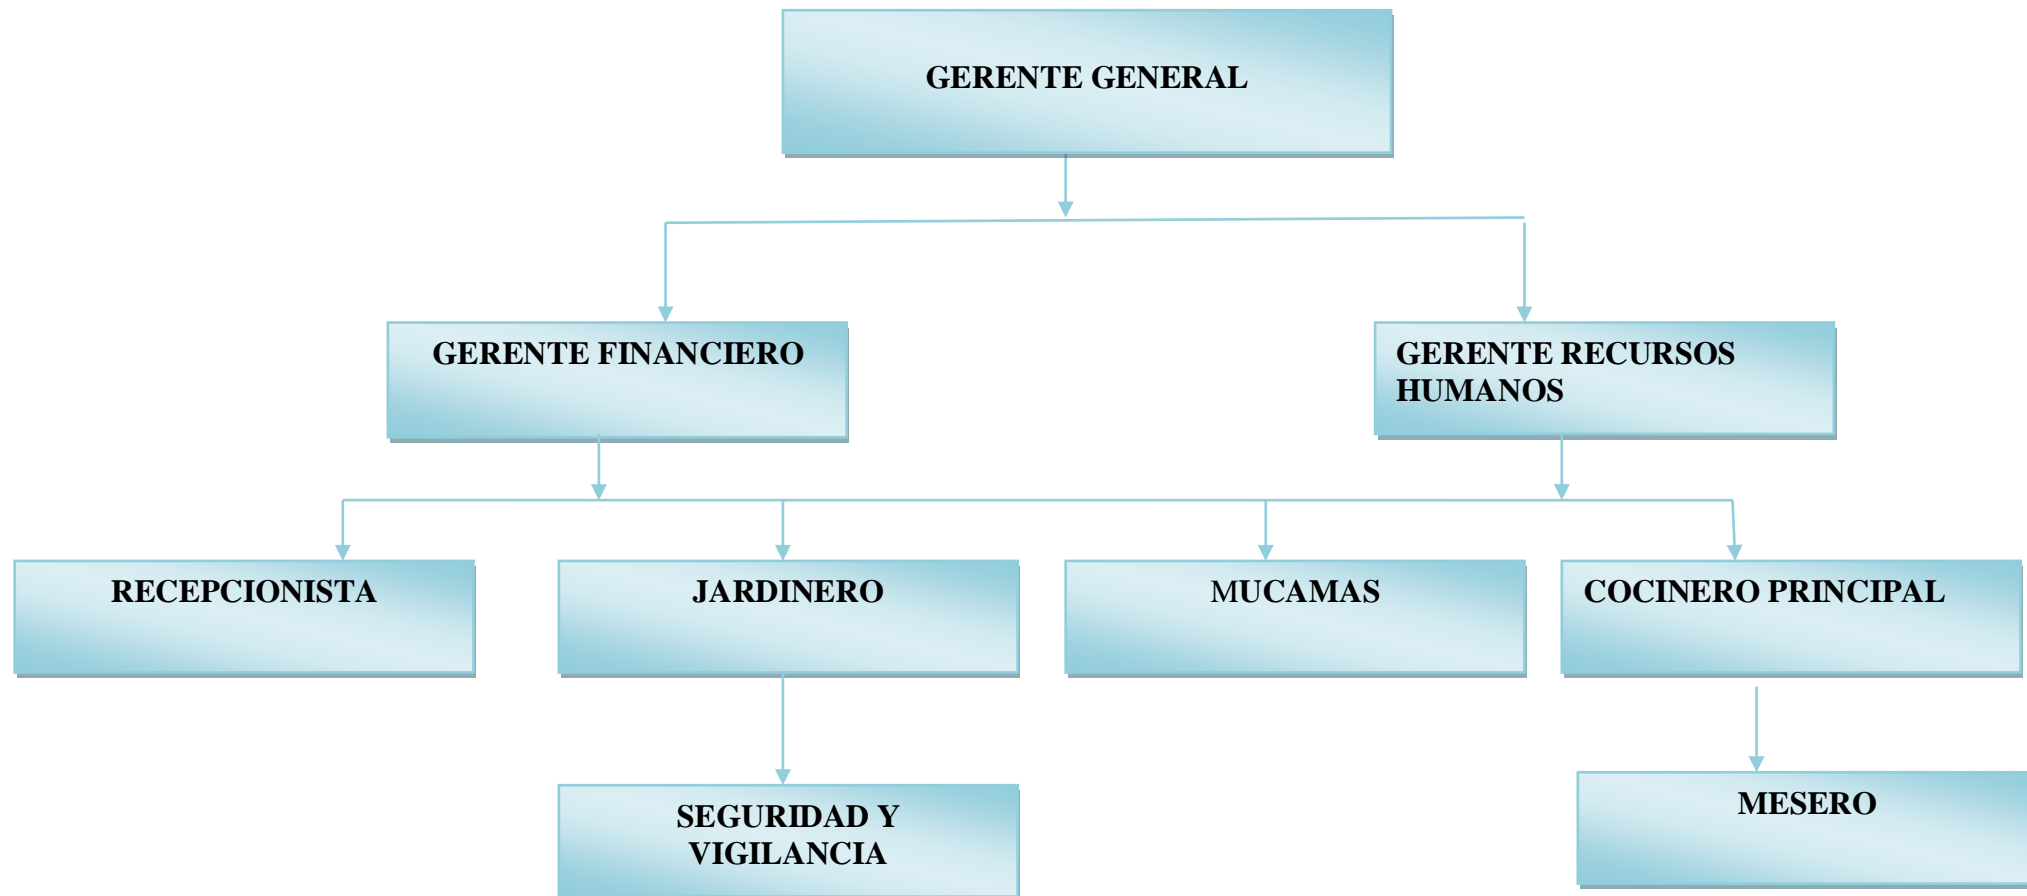 GERENTE GENERAL
GERENTE FINANCIERO
GERENTE RECURSOS
HUMANOS
RECEPCIONISTA
JARDINERO
MUCAMAS
COCINERO PRINCIPAL
SEGURIDAD Y
VIGILANCIA
MESERO